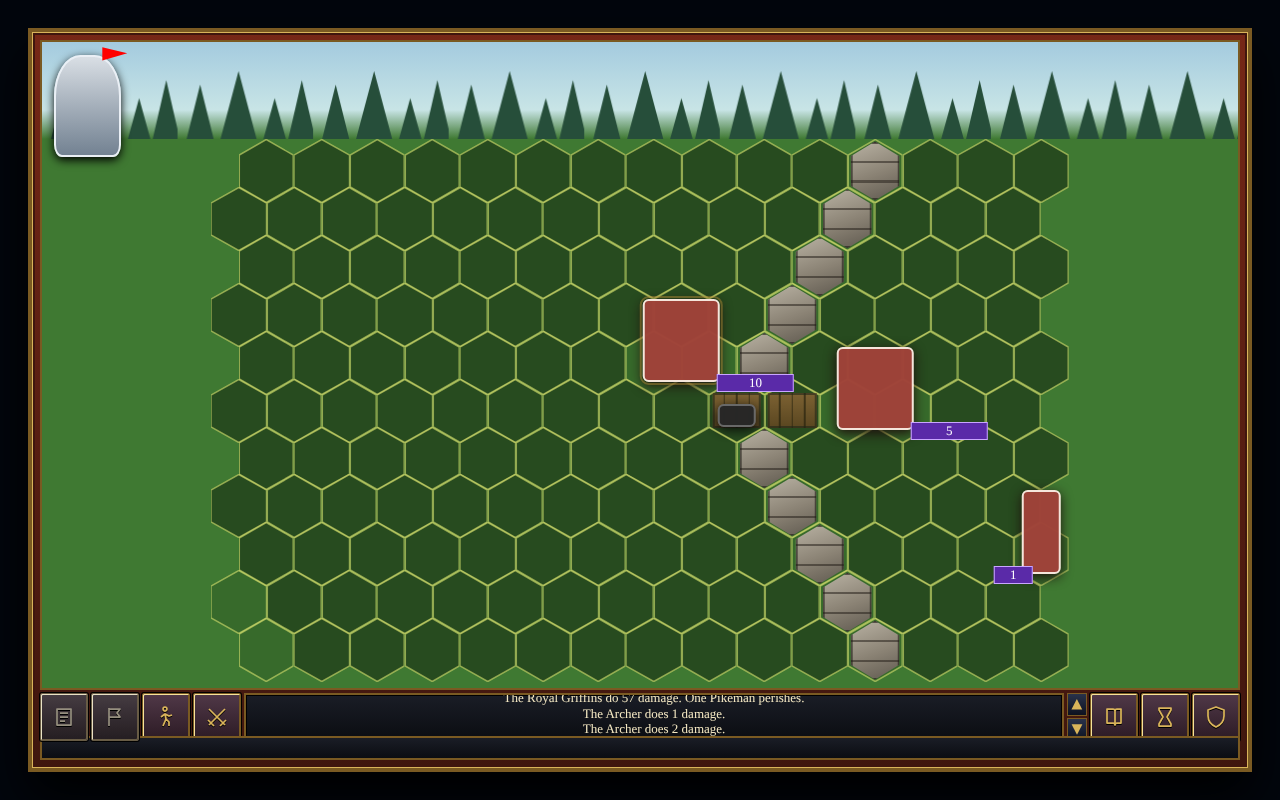 10
5
1
The Royal Griffins do 57 damage. One Pikeman perishes.
The Archer does 1 damage.
The Archer does 2 damage.